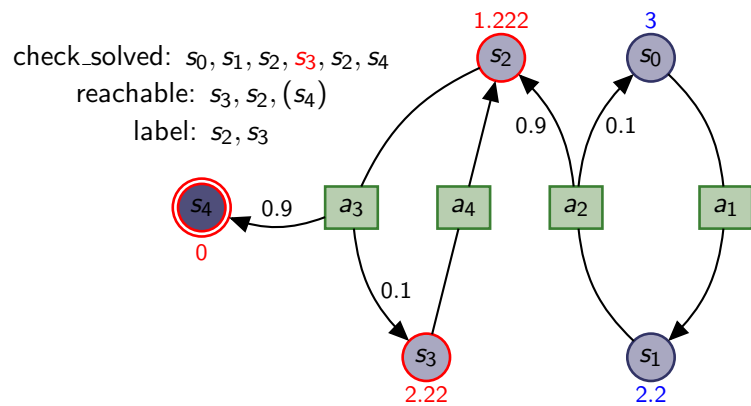 1.222
3
check_solved: s₀, s₁, s₂, s₃, s₂, s₄
s₂
s₀
reachable: s₃, s₂, (s₄)
0.9
0.1
label: s₂, s₃
s₄
0.9
a₃
a₄
a₂
a₁
0
0.1
s₃
s₁
2.22
2.2